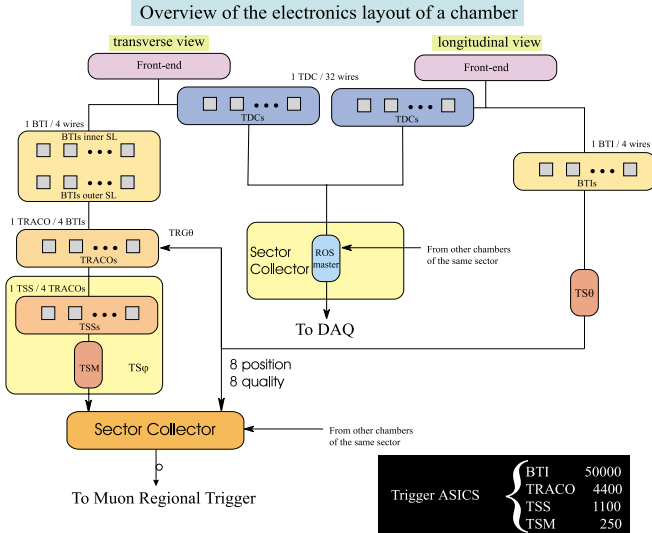 Overview of the electronics layout of a chamber
transverse view
longitudinal view
Front-end
Front-end
1 TDC / 32 wires
TDCs
TDCs
1 BTI / 4 wires
BTIs inner SL
BTIs outer SL
1 BTI / 4 wires
BTIs
1 TRACO / 4 BTIs
TRACOs
TRGθ
Sector
Collector
ROS
master
From other chambers
of the same sector
To DAQ
TSθ
1 TSS / 4 TRACOs
TSSs
TSM
TSφ
8 position
8 quality
Sector Collector
From other chambers
of the same sector
To Muon Regional Trigger
Trigger ASICS
BTI 50000
TRACO 4400
TSS 1100
TSM 250